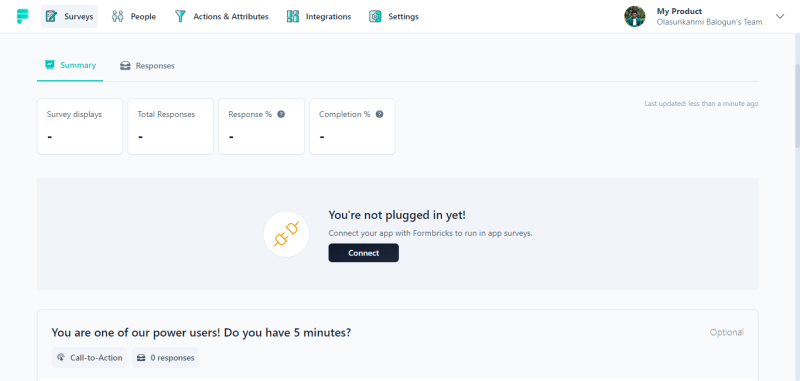 Surveys
People
Actions & Attributes
Integrations
Settings
My Product
Olasunkanmi Balogun's Team
Summary
Responses
Survey displays
-
Total Responses
-
Response %
-
Completion %
-
Last updated: less than a minute ago
You're not plugged in yet!
Connect your app with Formbricks to run in app surveys.
Connect
You are one of our power users! Do you have 5 minutes?
Optional
Call-to-Action
0 responses